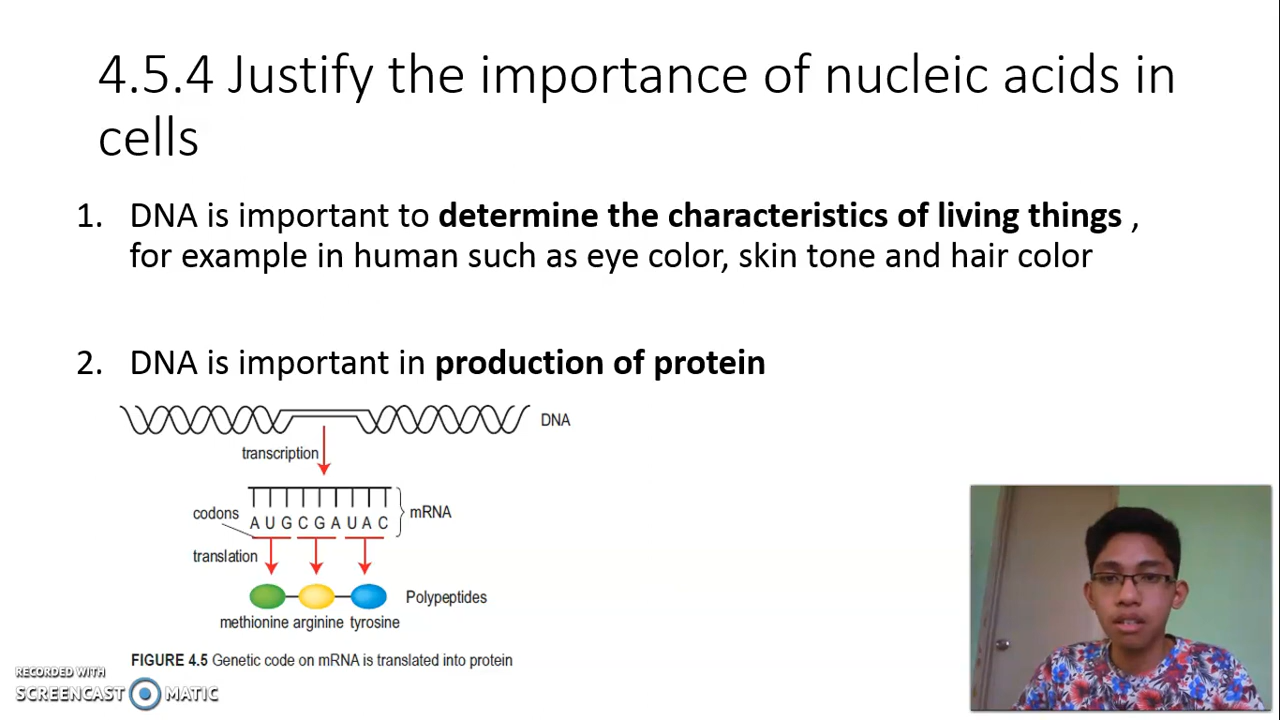 4.5.4 Justify the importance of nucleic acids in
cells
1. DNA is important to determine the characteristics of living things ,
for example in human such as eye color, skin tone and hair color
2. DNA is important in production of protein
DNA
transcription
codons
A U G C G A U A C
mRNA
translation
Polypeptides
methionine arginine tyrosine
FIGURE 4.5 Genetic code on mRNA is translated into protein
RECORDED WITH
SCREENCAST MATIC